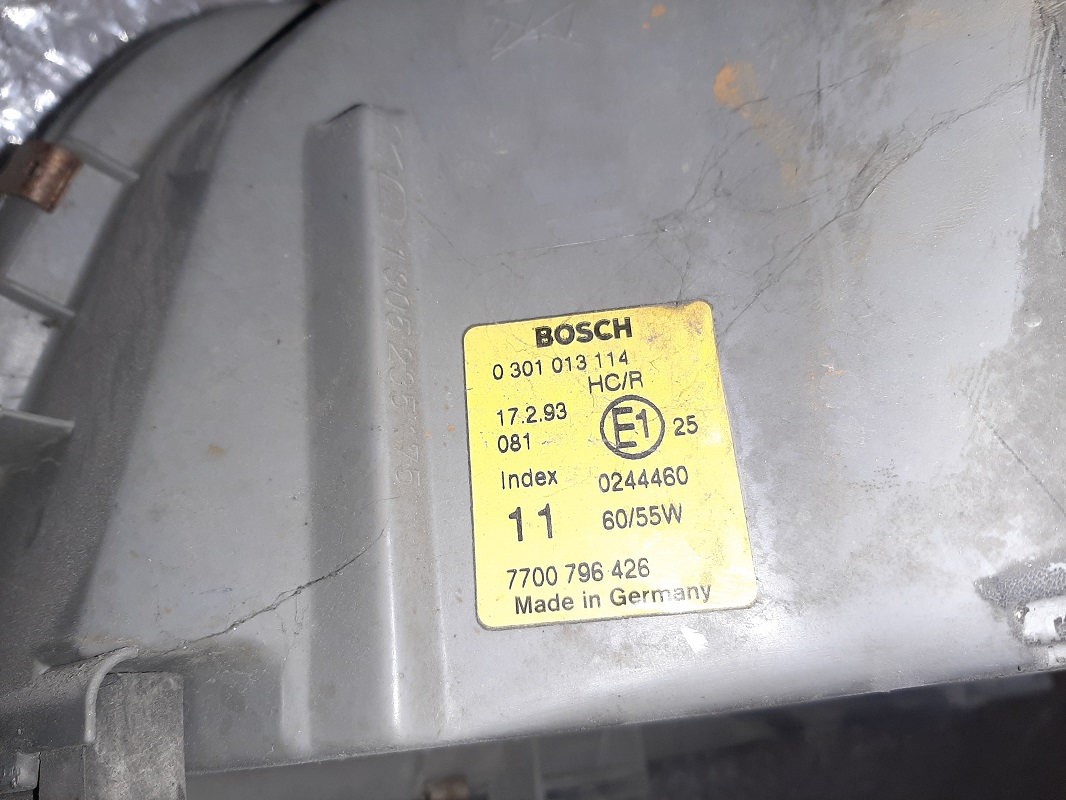 BOSCH
0 301 013 114
HC/R
17.2.93
081
E1 25
Index 0244460
11 60/55W
7700 796 426
Made in Germany